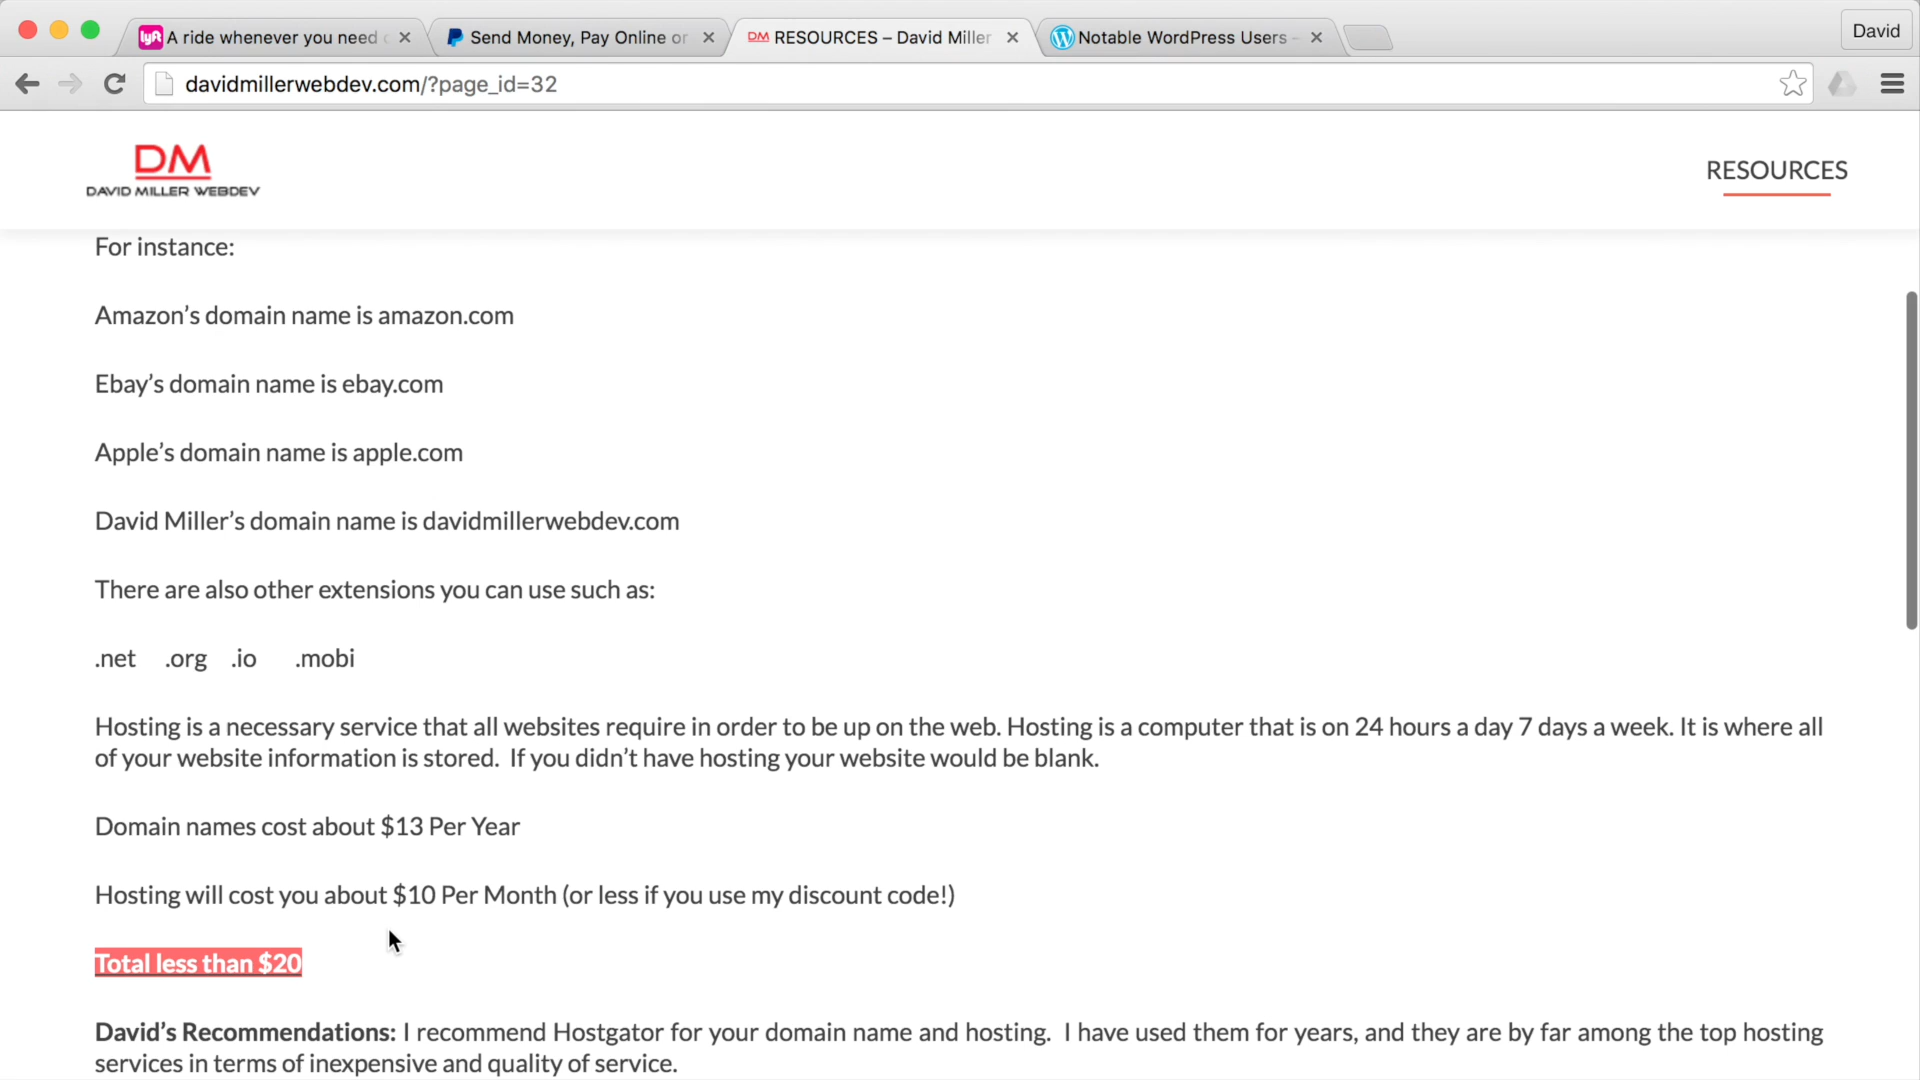 A ride whenever you need
Send Money, Pay Online or
DM RESOURCES – David Miller
Notable WordPress Users -
David
davidmillerwebdev.com/?page_id=32
DM
DAVID MILLER WEBDEV
RESOURCES
For instance:
Amazon’s domain name is amazon.com
Ebay’s domain name is ebay.com
Apple’s domain name is apple.com
David Miller’s domain name is davidmillerwebdev.com
There are also other extensions you can use such as:
.net .org .io .mobi
Hosting is a necessary service that all websites require in order to be up on the web. Hosting is a computer that is on 24 hours a day 7 days a week. It is where all
of your website information is stored. If you didn’t have hosting your website would be blank.
Domain names cost about $13 Per Year
Hosting will cost you about $10 Per Month (or less if you use my discount code!)
Total less than $20
David’s Recommendations: I recommend Hostgator for your domain name and hosting. I have used them for years, and they are by far among the top hosting
services in terms of inexpensive and quality of service.